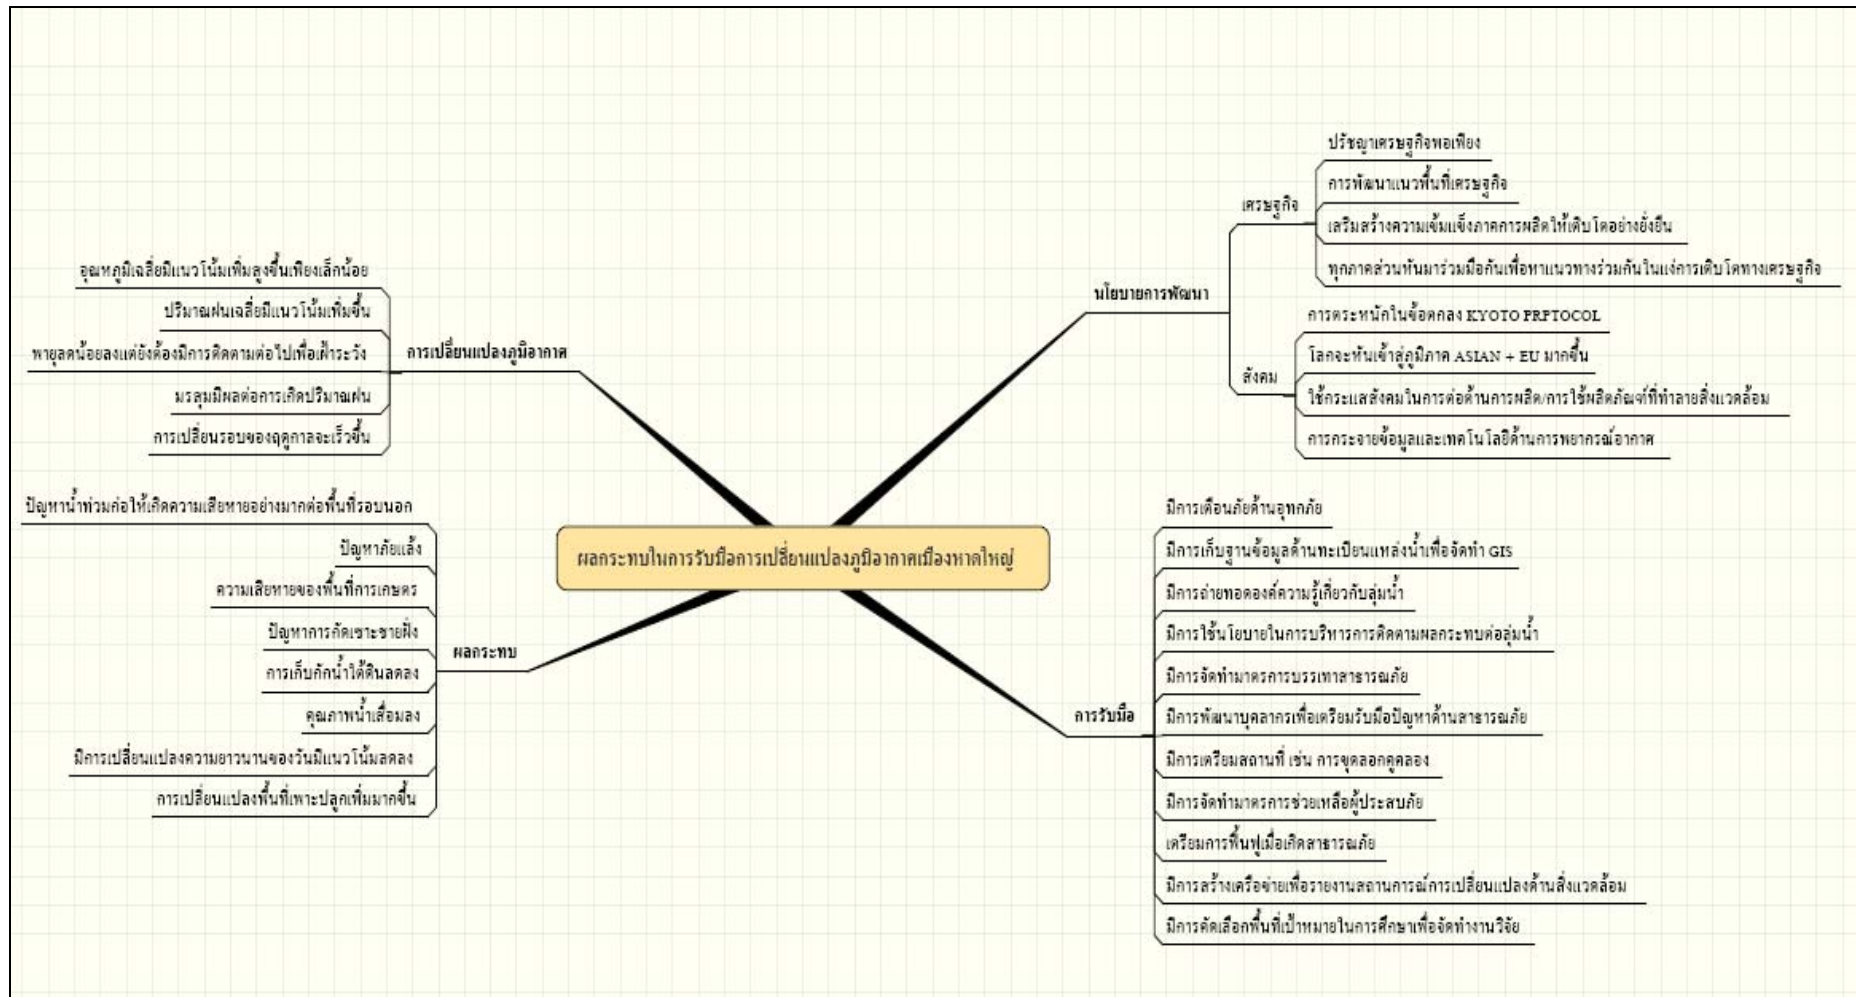 ผลกระทบในการรับมือการเปลี่ยนแปลงภูมิอากาศเมืองหาดใหญ่
การเปลี่ยนแปลงภูมิอากาศ
อุณหภูมิเฉลี่ยมีแนวโน้มเพิ่มสูงขึ้นเพียงเล็กน้อย
ปริมาณฝนเฉลี่ยมีแนวโน้มเพิ่มขึ้น
พายุลดน้อยลงแต่ยังต้องมีการติดตามต่อไปเพื่อเฝ้าระวัง
มรสุมมีผลต่อการเกิดปริมาณฝน
การเปลี่ยนรอบของฤดูกาลจะเร็วขึ้น
ผลกระทบ
ปัญหาน้ำท่วมก่อให้เกิดความเสียหายอย่างมากต่อพื้นที่รอบนอก
ปัญหาภัยแล้ง
ความเสียหายของพื้นที่การเกษตร
ปัญหาการกัดเซาะชายฝั่ง
การเก็บกักน้ำใต้ดินลดลง
คุณภาพน้ำเสื่อมลง
มีการเปลี่ยนแปลงความยาวนานของวันมีแนวโน้มลดลง
การเปลี่ยนแปลงพื้นที่เพาะปลูกเพิ่มมากขึ้น
นโยบายการพัฒนา
เศรษฐกิจ
ปรัชญาเศรษฐกิจพอเพียง
การพัฒนาแนวพื้นที่เศรษฐกิจ
เสริมสร้างความเข้มแข็งภาคการผลิตให้เติบโตอย่างยั่งยืน
ทุกภาคส่วนหันมาร่วมมือกันเพื่อหาแนวทางร่วมกันในแง่การเติบโตทางเศรษฐกิจ
สังคม
การตระหนักในข้อตกลง KYOTO PRPTOCOL
โลกจะหันเข้าสู่ภูมิภาค ASIAN + EU มากขึ้น
ใช้กระแสสังคมในการต่อต้านการผลิต/การใช้ผลิตภัณฑ์ที่ทำลายสิ่งแวดล้อม
การกระจายข้อมูลและเทคโนโลยีด้านการพยากรณ์อากาศ
การรับมือ
มีการเตือนภัยด้านอุทกภัย
มีการเก็บฐานข้อมูลด้านทะเบียนแหล่งน้ำเพื่อจัดทำ GIS
มีการถ่ายทอดองค์ความรู้เกี่ยวกับลุ่มน้ำ
มีการใช้นโยบายในการบริหารการติดตามผลกระทบต่อลุ่มน้ำ
มีการจัดทำมาตรการบรรเทาสาธารณภัย
มีการพัฒนาบุคลากรเพื่อเตรียมรับมือปัญหาด้านสาธารณภัย
มีการเตรียมสถานที่ เช่น การขุดลอกคูคลอง
มีการจัดทำมาตรการช่วยเหลือผู้ประสบภัย
เตรียมการฟื้นฟูเมื่อเกิดสาธารณภัย
มีการสร้างเครือข่ายเพื่อรายงานสถานการณ์การเปลี่ยนแปลงด้านสิ่งแวดล้อม
มีการคัดเลือกพื้นที่เป้าหมายในการศึกษาเพื่อจัดทำงานวิจัย